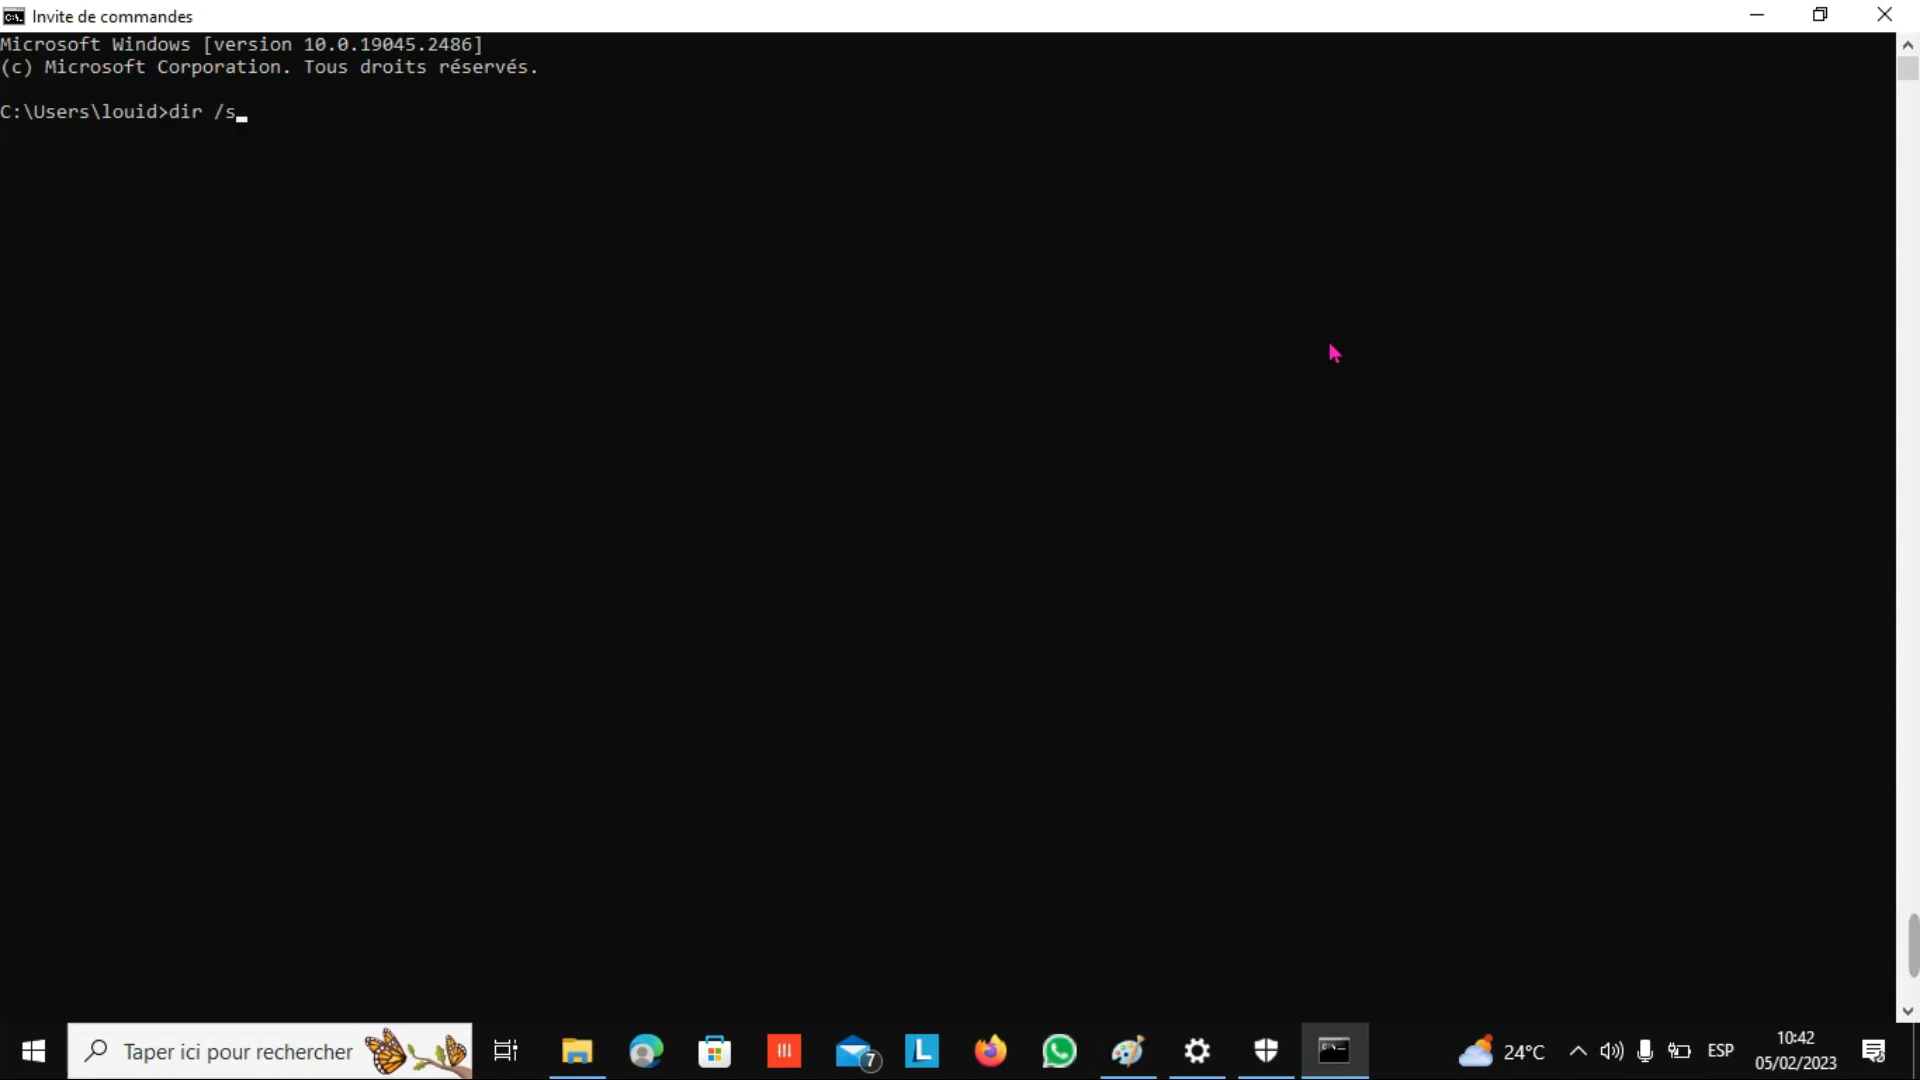 Invite de commandes
Microsoft Windows [version 10.0.19045.2486]
(c) Microsoft Corporation. Tous droits réservés.
C:\Users\louid>dir /s
Taper ici pour rechercher
7
L
24°C
ESP
10:42
05/02/2023